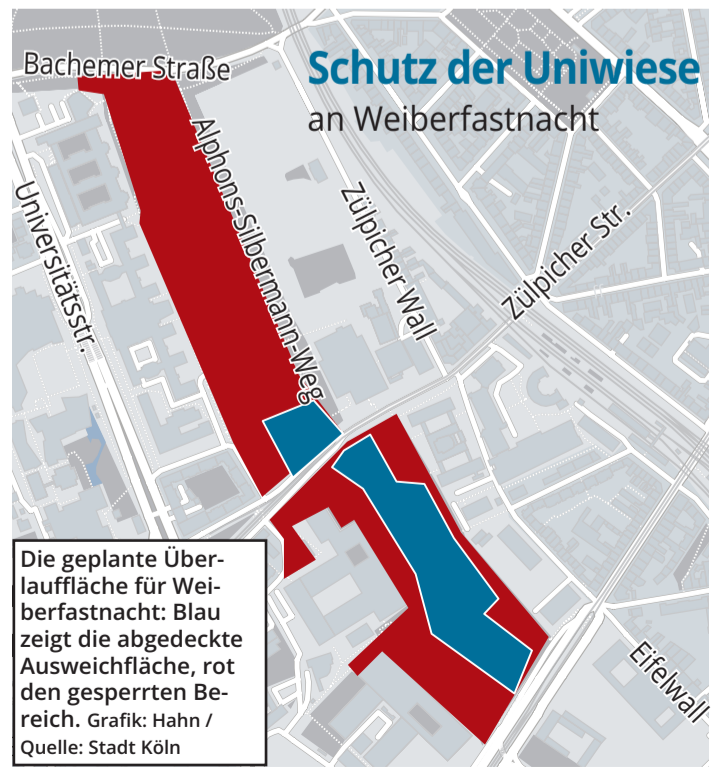 Schutz der Uniwiese
an Weiberfastnacht
Bachemer Straße
Alphons-Silbermann-Weg
Universitätsstr.
Zülpicher Wall
Zülpicher Str.
Eifelwall
Die geplante Über-
lauffläche für Wei-
berfastnacht: Blau
zeigt die abgedeckte
Ausweichfläche, rot
den gesperrten Be-
reich. Grafik: Hahn /
Quelle: Stadt Köln